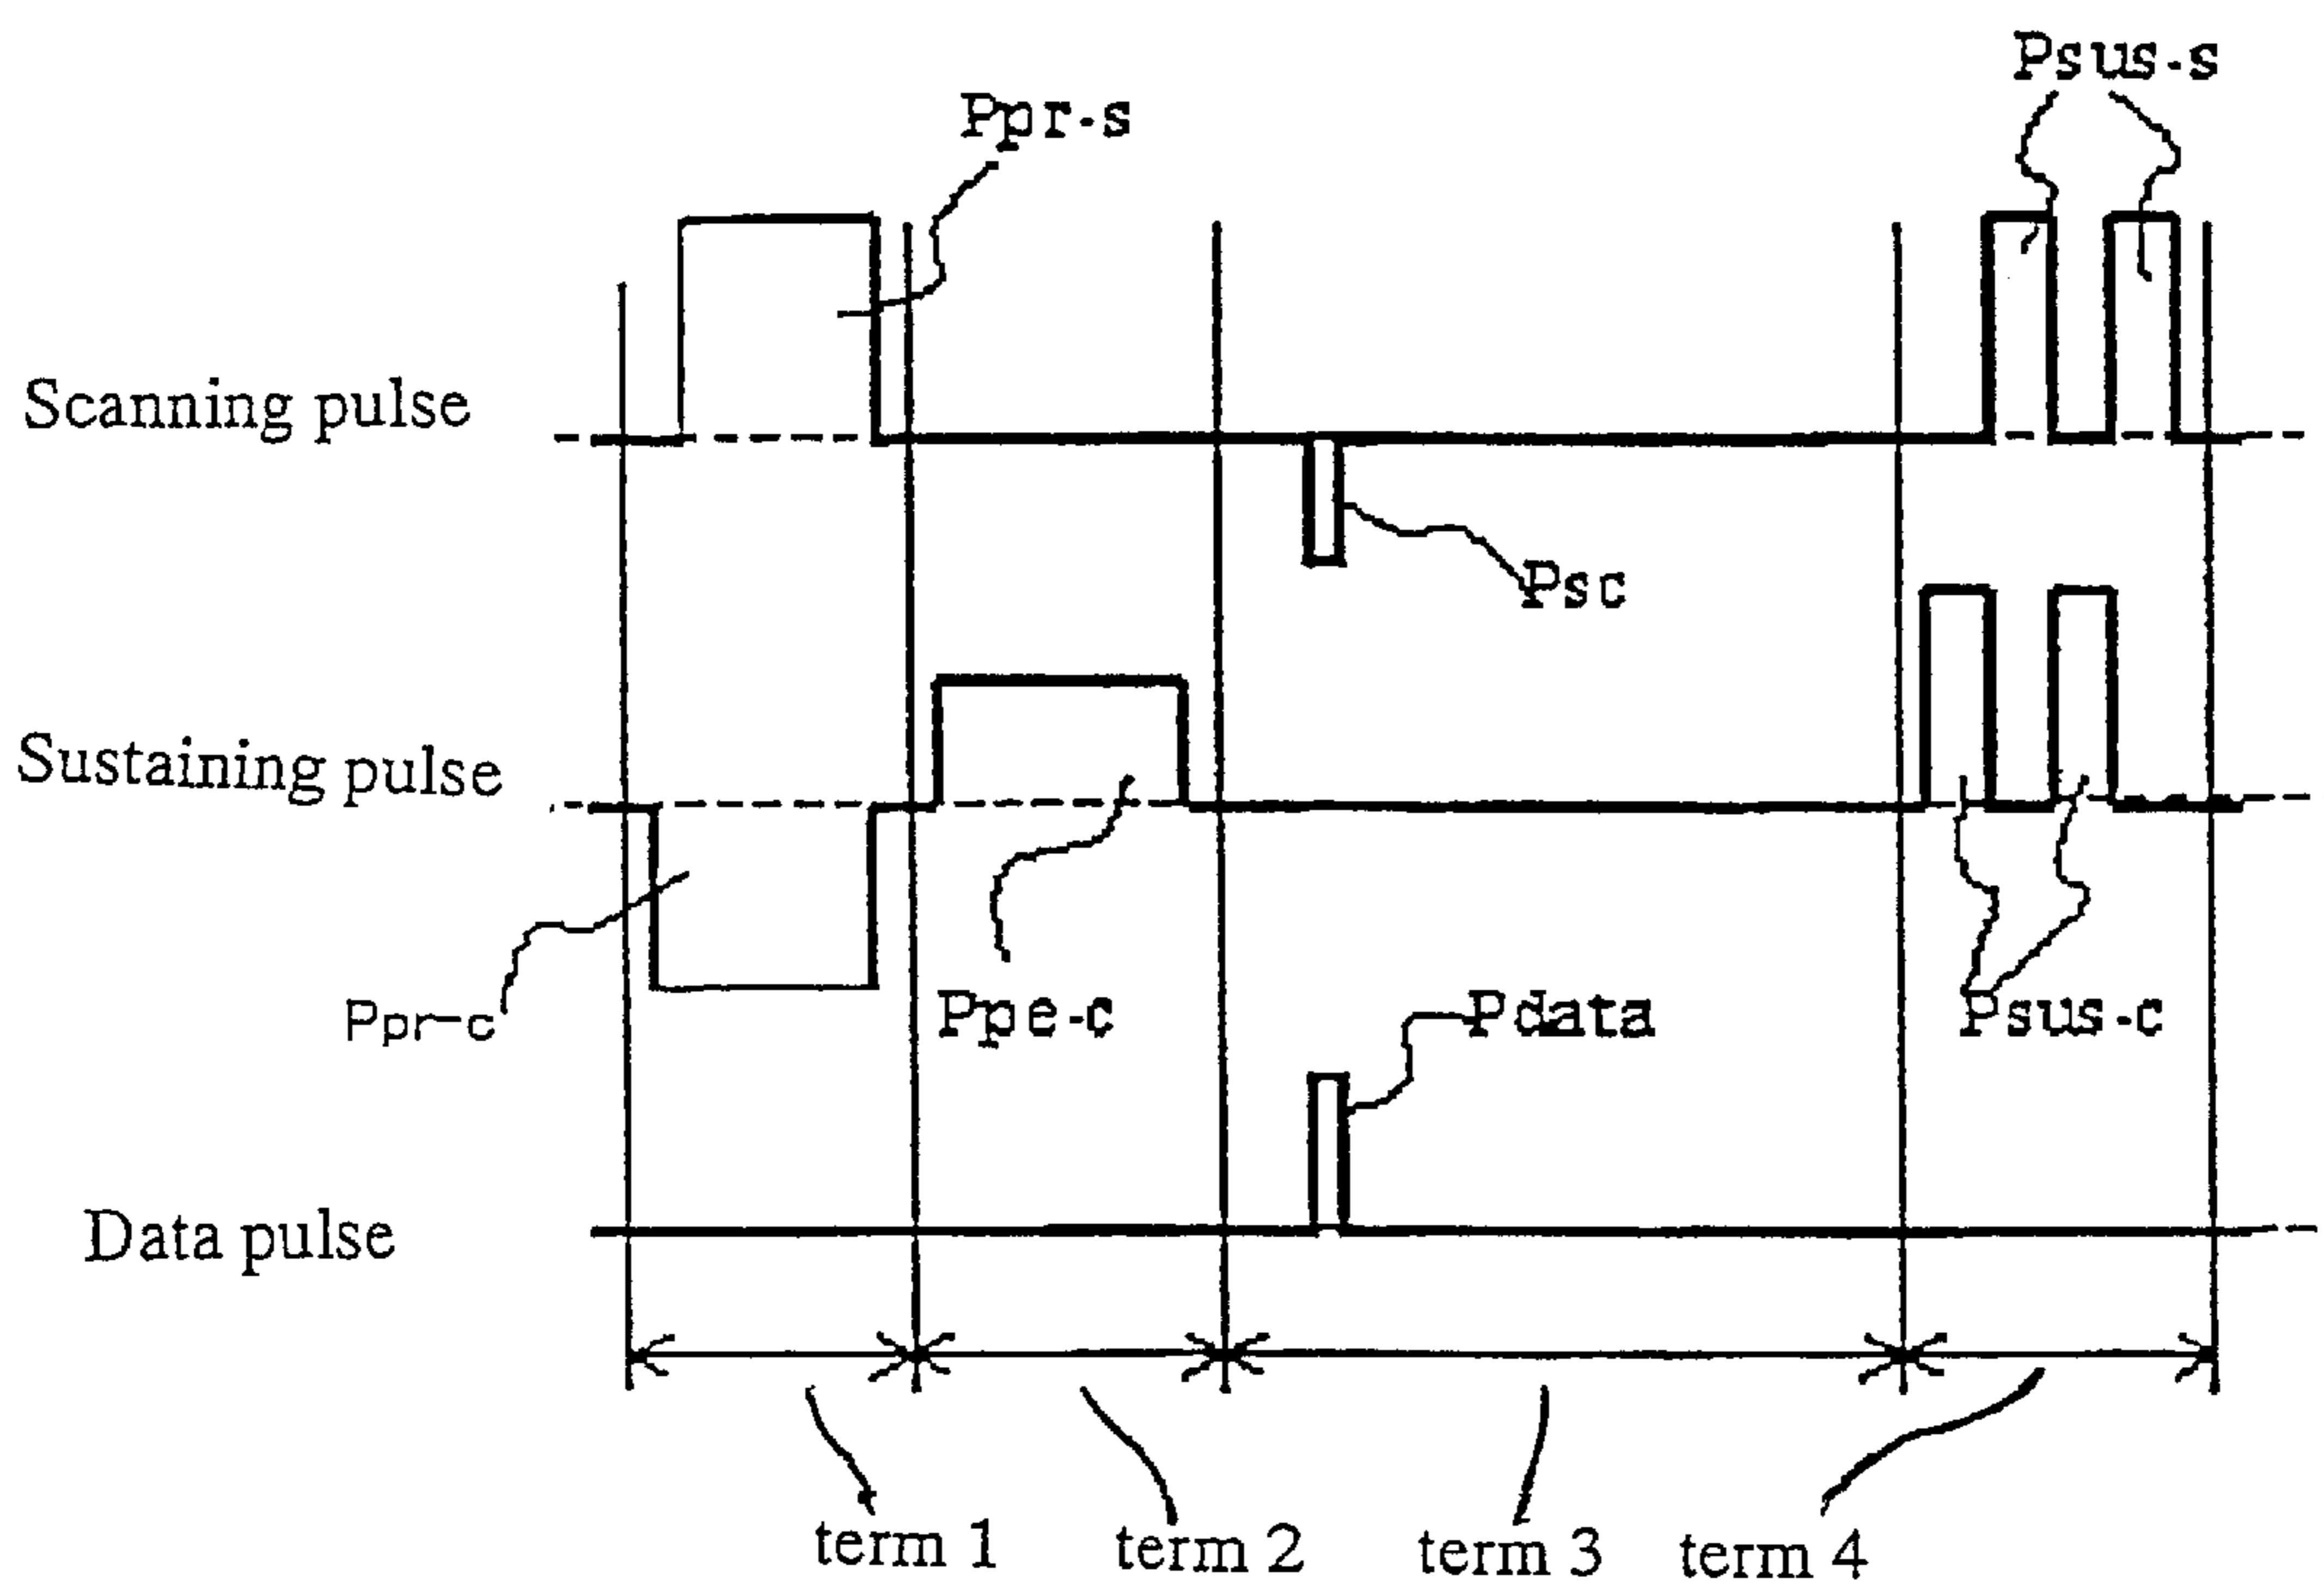 Psus-s
Ppr-s
Scanning pulse
Psc
Sustaining pulse
Ppr-c
Ppe-c
Pdata
Psus-c
Data pulse
term 1
term 2
term 3
term 4